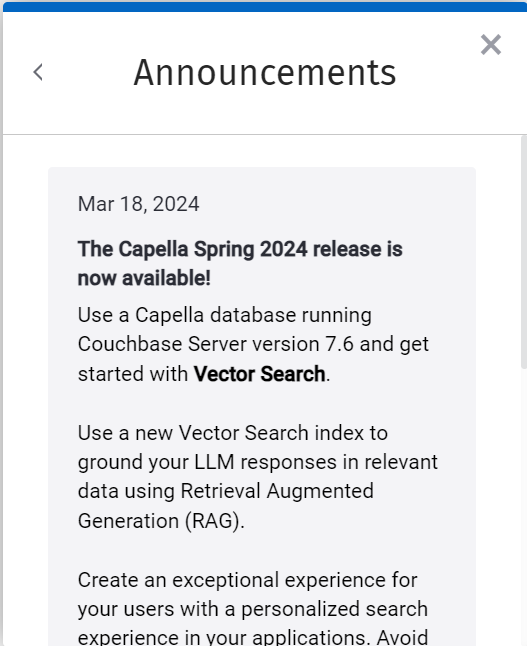 Announcements
Mar 18, 2024
The Capella Spring 2024 release is
now available!
Use a Capella database running
Couchbase Server version 7.6 and get
started with Vector Search.
Use a new Vector Search index to
ground your LLM responses in relevant
data using Retrieval Augmented
Generation (RAG).
Create an exceptional experience for
your users with a personalized search
experience in your applications. Avoid